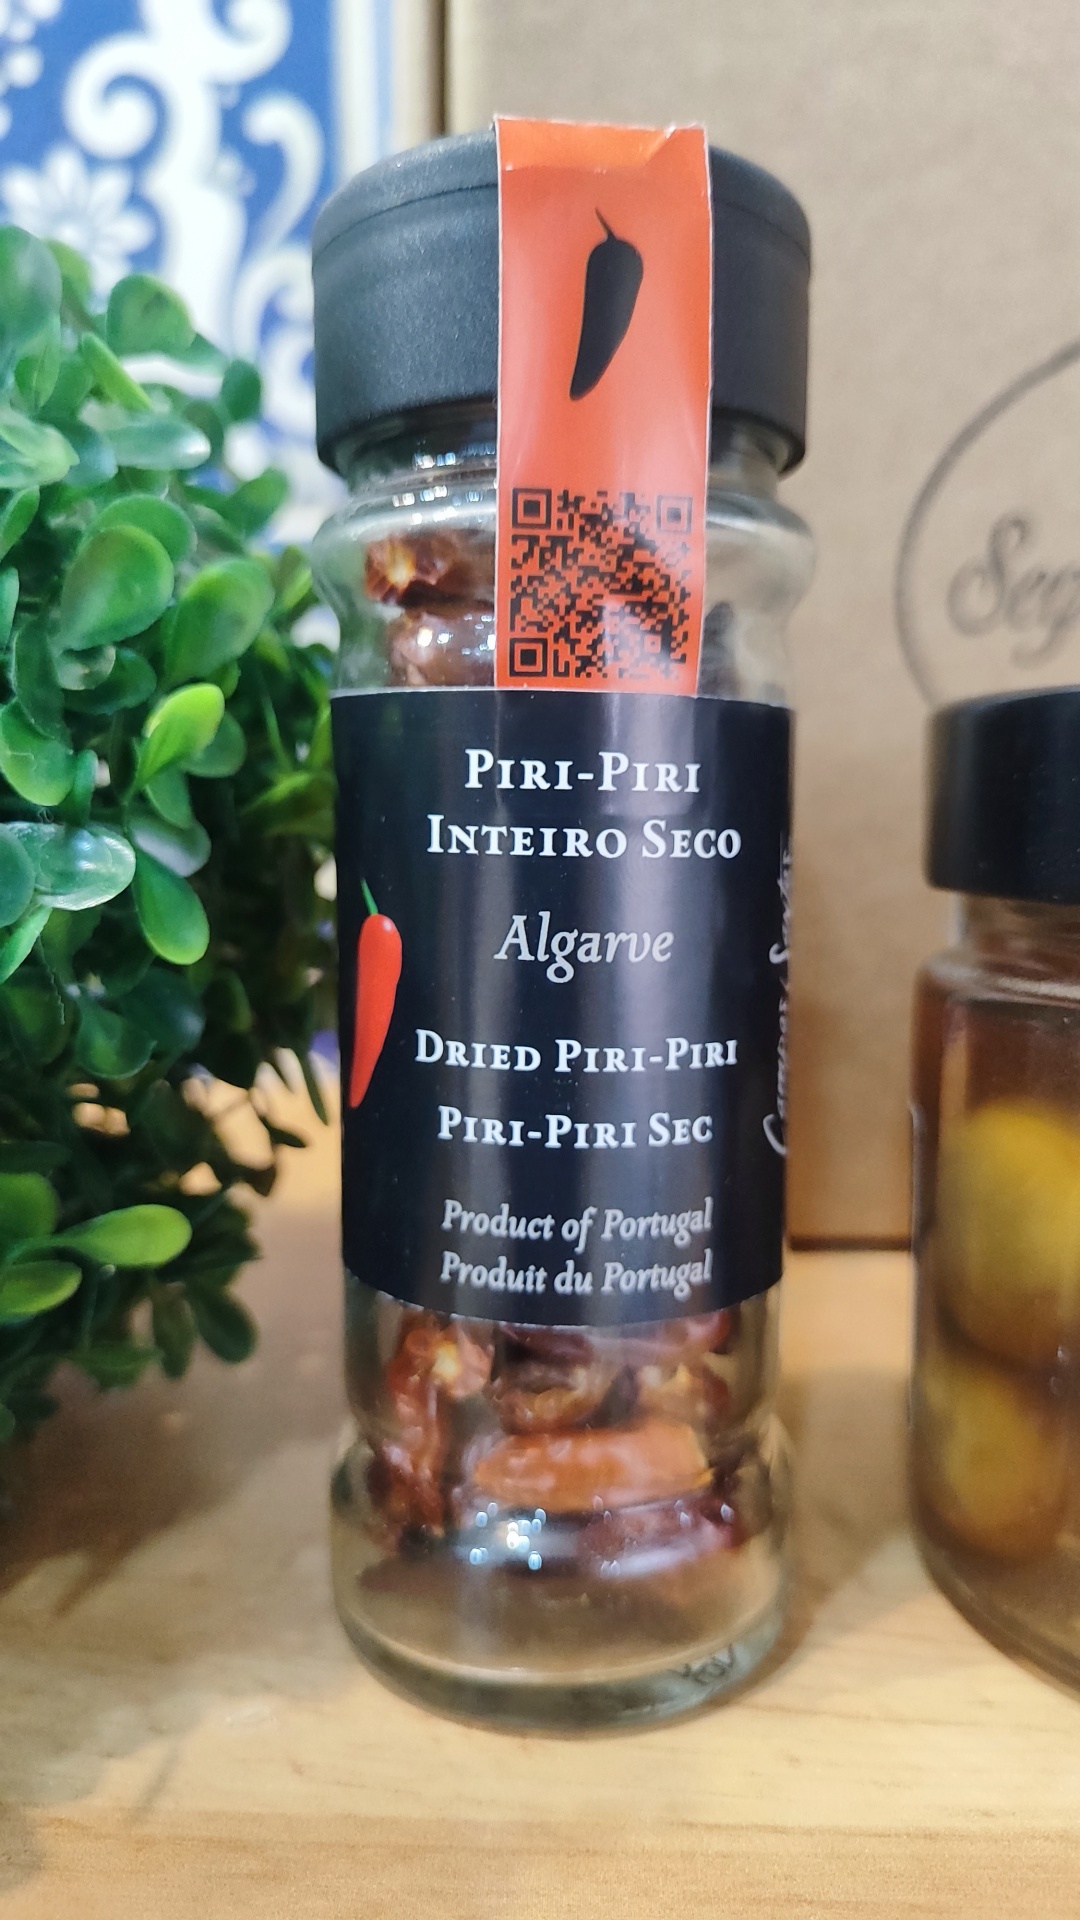 Piri-Piri
Inteiro Seco
Algarve
Dried Piri-Piri
Piri-Piri Sec
Product of Portugal
Produit du Portugal